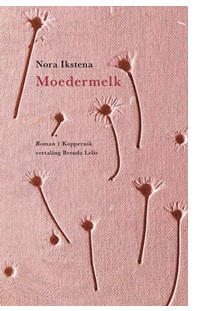 Nora Ikstena
Moedermelk
Roman | Koppernik
vertaling Brenda Lelie